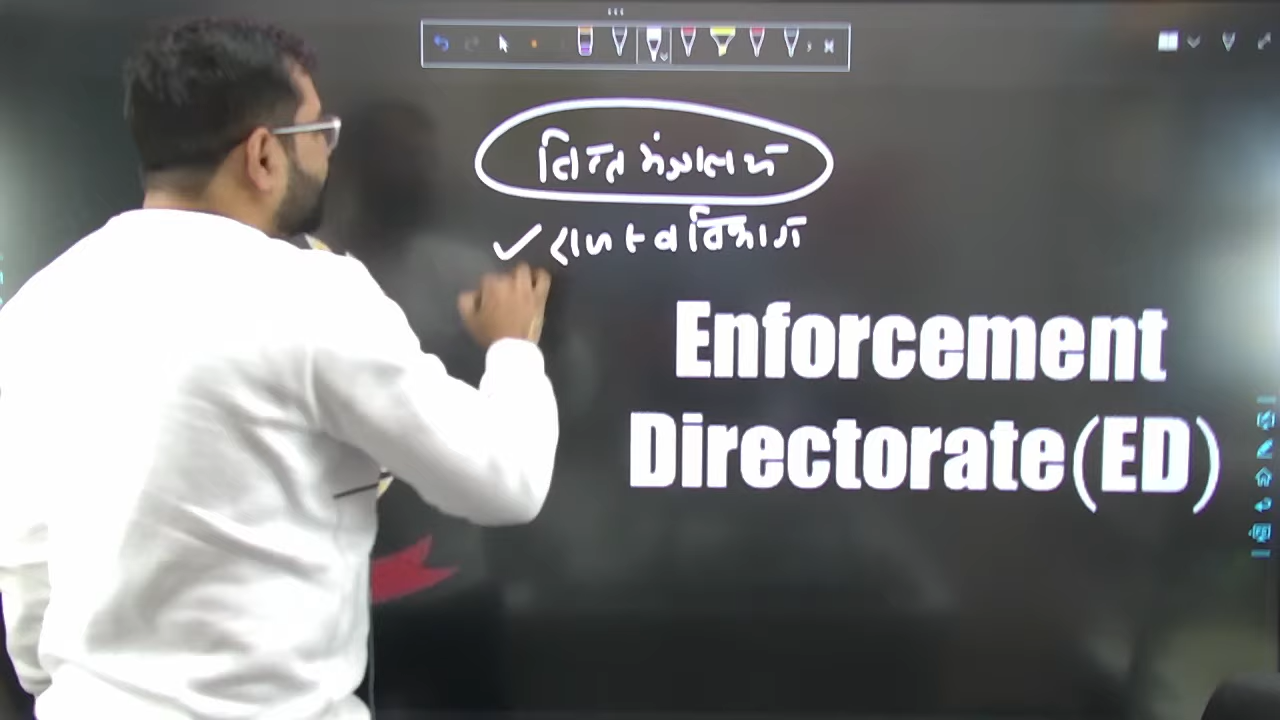 वित्त मंत्रालय
राजस्व विभाग
Enforcement
Directorate(ED)